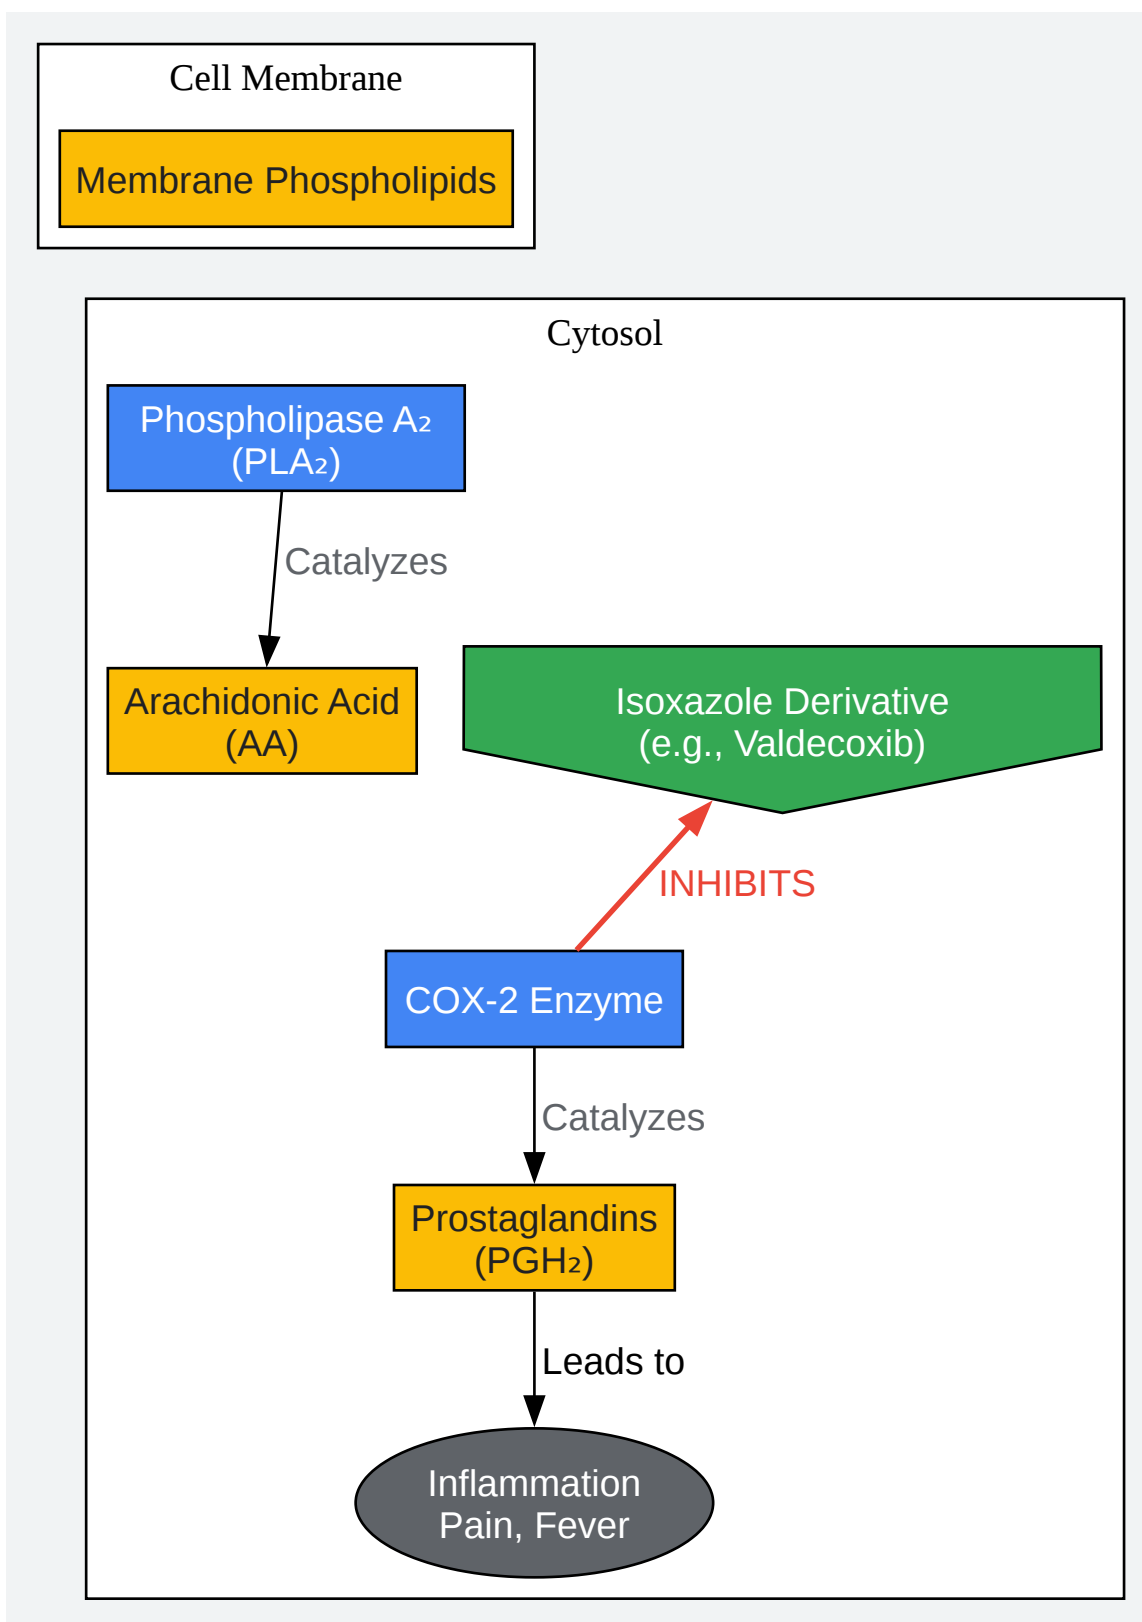 Cell Membrane
Membrane Phospholipids
Cytosol
Phospholipase A₂
(PLA₂)
Catalyzes
Arachidonic Acid
(AA)
Isoxazole Derivative
(e.g., Valdecoxib)
INHIBITS
COX-2 Enzyme
Catalyzes
Prostaglandins
(PGH₂)
Leads to
Inflammation
Pain, Fever